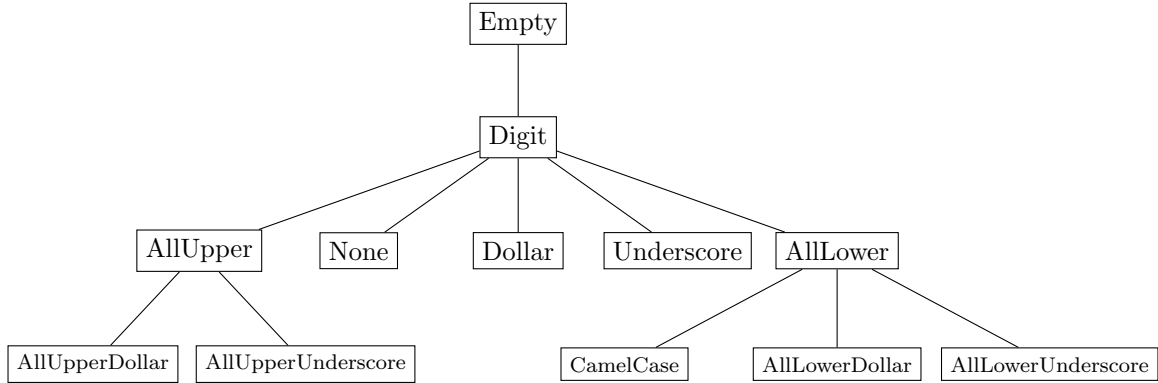 Empty
Digit
AllUpper
None
Dollar
Underscore
AllLower
AllUpperDollar
AllUpperUnderscore
CamelCase
AllLowerDollar
AllLowerUnderscore